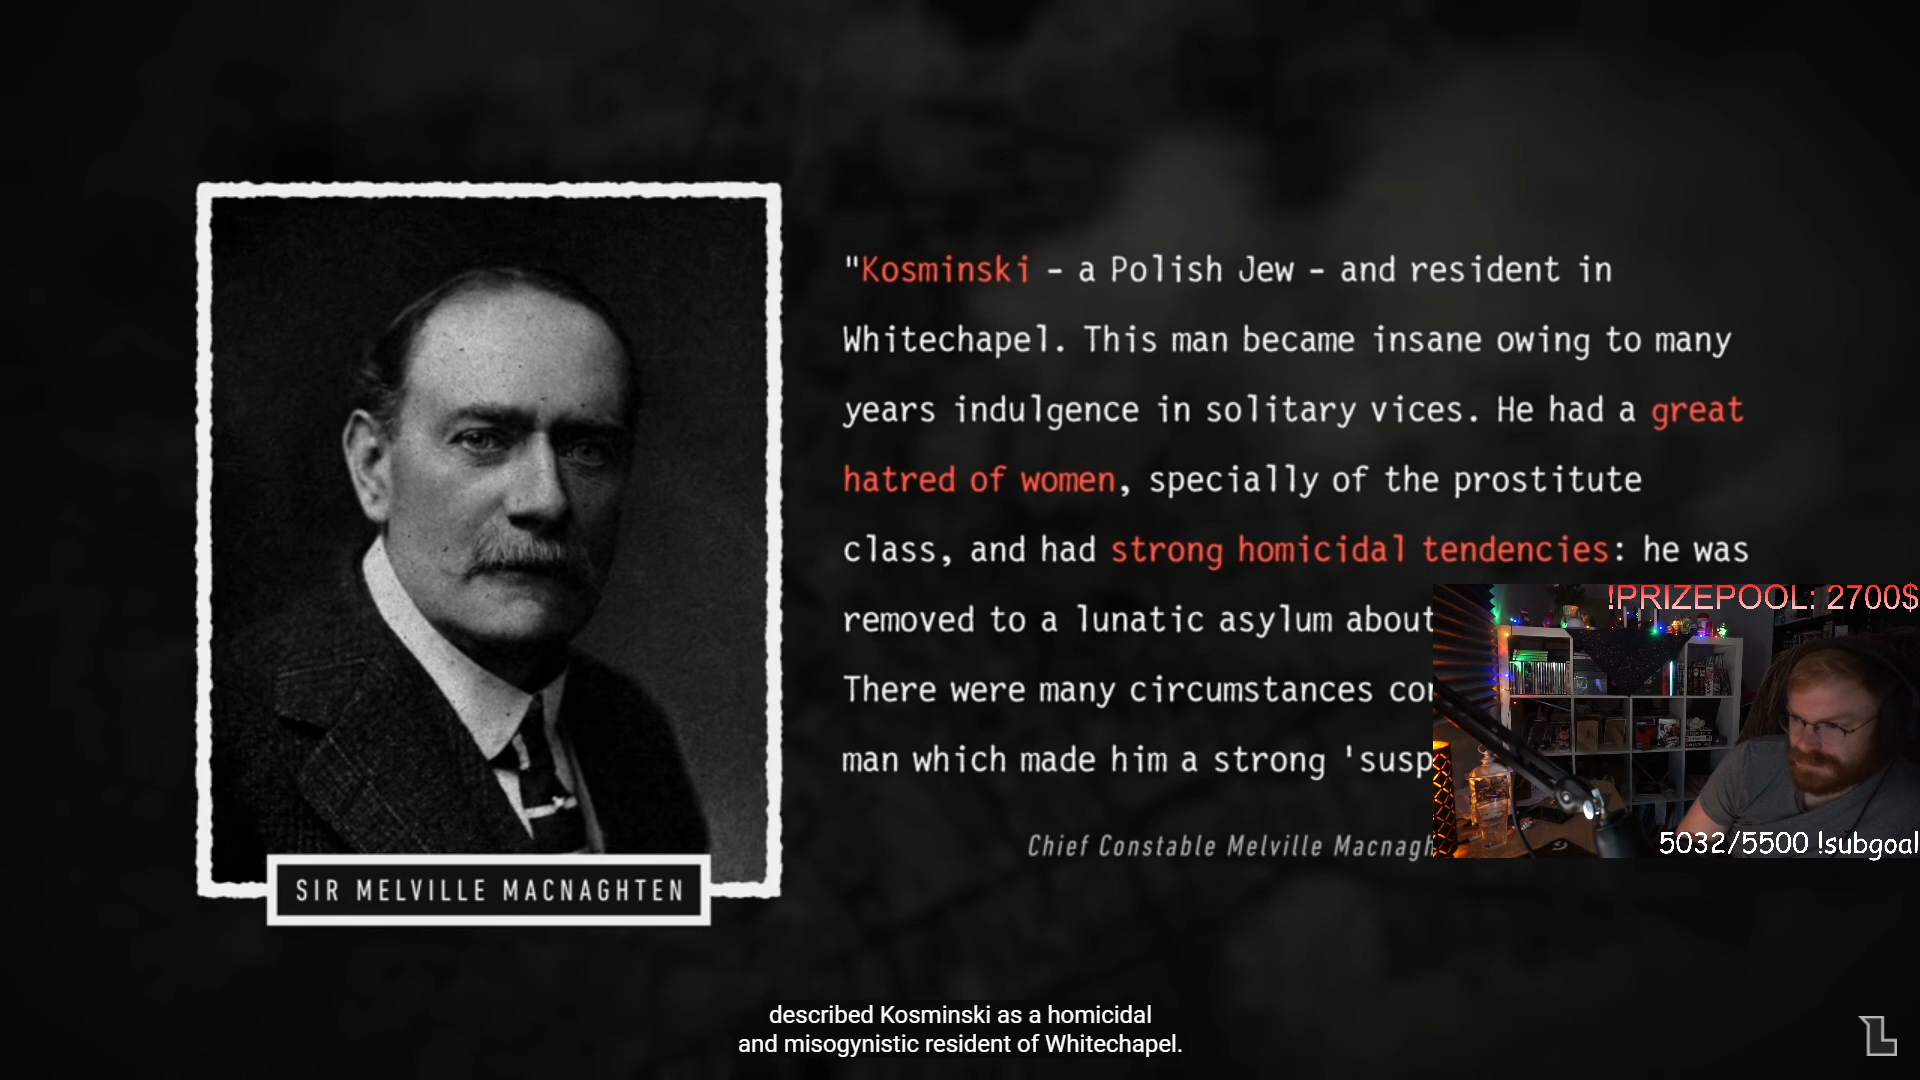 "Kosminski – a Polish Jew – and resident in
Whitechapel. This man became insane owing to many
years indulgence in solitary vices. He had a great
hatred of women, specially of the prostitute
class, and had strong homicidal tendencies: he was
removed to a lunatic asylum about
There were many circumstances
man which made him a strong
Chief Constable Melville
SIR MELVILLE MACNAGHTEN
!PRIZEPOOL: 2700$
5032/5500 !subgoal
described Kosminski as a homicidal
and misogynistic resident of Whitechapel.